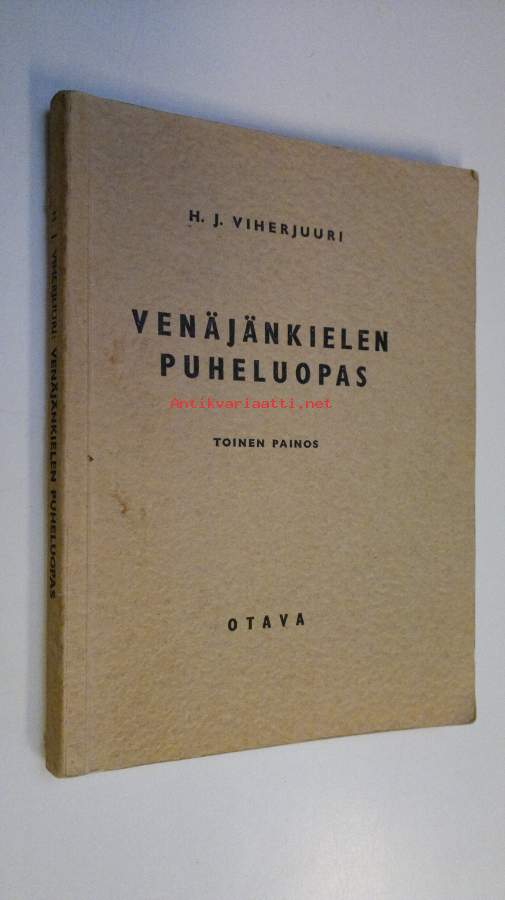 H. J. VIHERJUURI
VENÄJÄNKIELEN
PUHELUOPAS
Antikvariaatti.net
TOINEN PAINOS
OTAVA
H. J. VIHERJUURI: VENÄJÄNKIELEN PUHELUOPAS